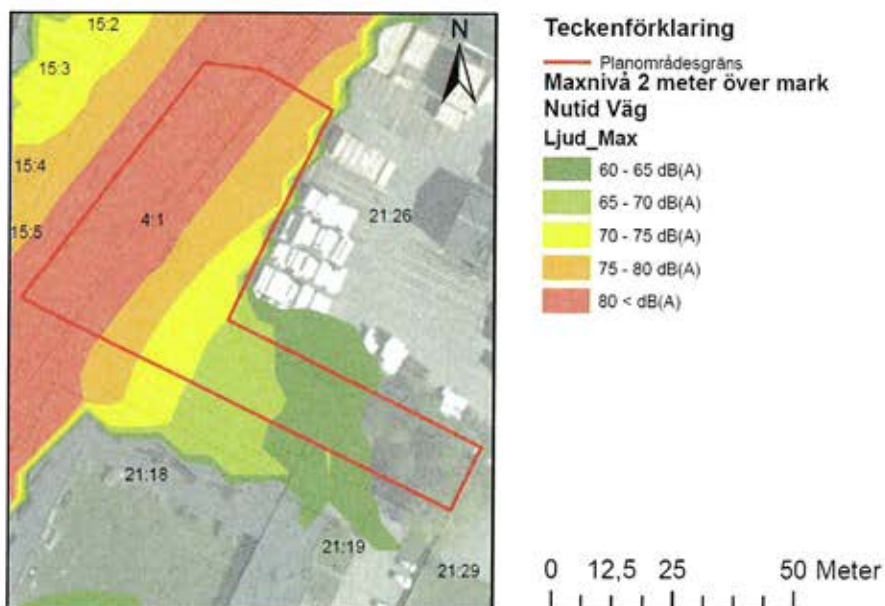 15:2
15:3
15:4
15:5
4:1
21:26
21:18
21:19
21:29
N
Teckenförklaring
Planområdesgräns
Maxnivå 2 meter över mark
Nutid Väg
Ljud_Max
60 - 65 dB(A)
65 - 70 dB(A)
70 - 75 dB(A)
75 - 80 dB(A)
80 < dB(A)
0 12,5 25 50 Meter